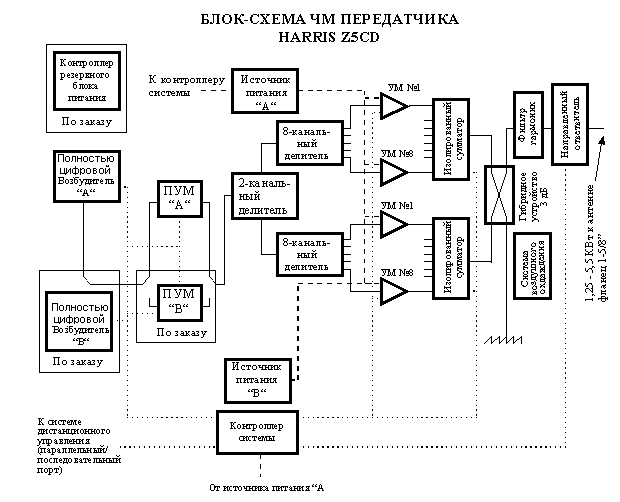 БЛОК-СХЕМА ЧМ ПЕРЕДАТЧИКА
HARRIS Z5CD
Контроллер
резервного
блока
питания
По заказу
К контроллеру
системы
Источник
питания
“А“
УМ №1
УМ №8
УМ №1
УМ №8
8-каналь-
ный
делитель
2-каналь-
ный
делитель
8-каналь-
ный
делитель
Изолированный
сумматор
Изолированный
сумматор
Фильтр
гармоник
Направленный
ответвитель
Гибридное
устройство
3 дБ
Система
воздушного
охлаждения
1,25 - 5,5 КВт к антенне
фланец 1-5/8”
Полностью
цифровой
Возбудитель
“А“
ПУМ
“А“
Полностью
цифровой
Возбудитель
“В“
По заказу
ПУМ
“В“
По заказу
Источник
питания
“В“
Контроллер
системы
К системе
дистанционного
управления
(параллельный/
последовательный
порт)
От источника питания “А